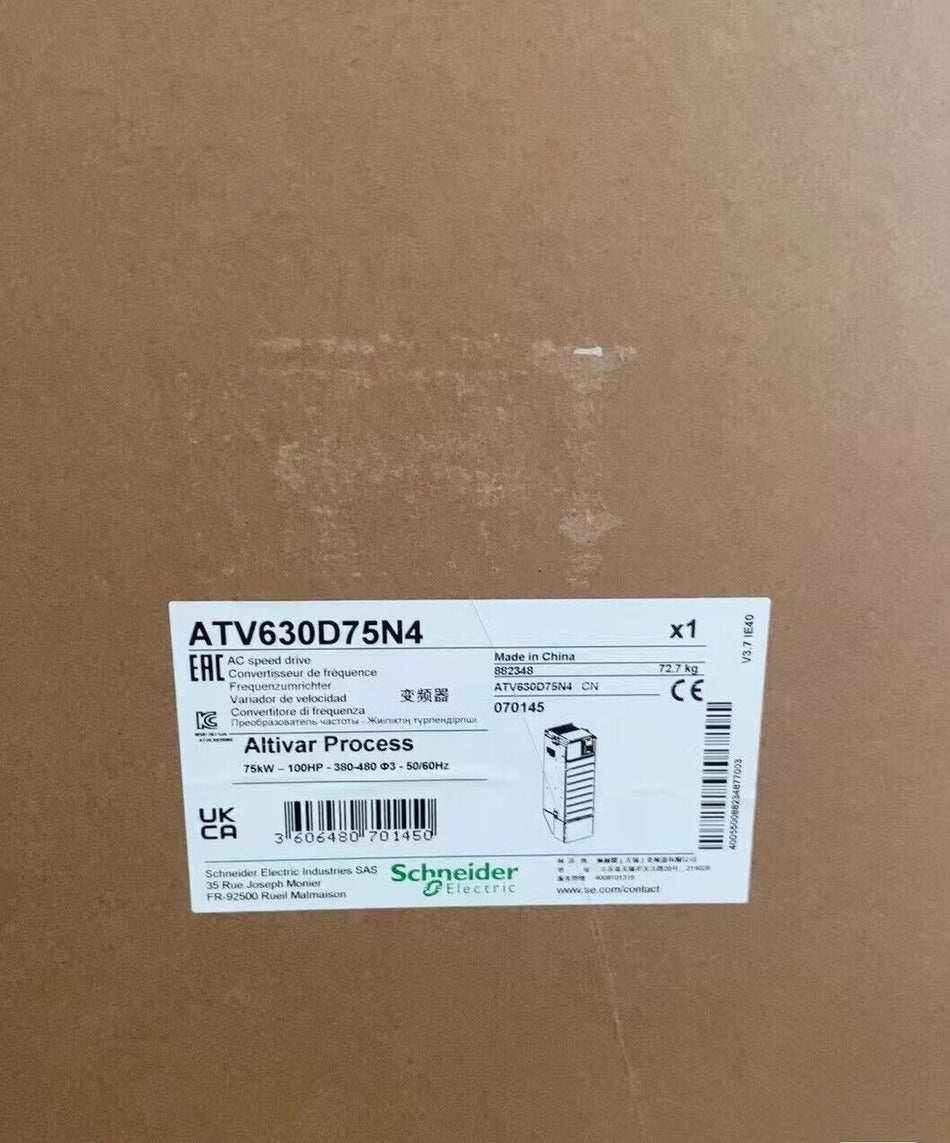 ATV630D75N4
x1
V3.7 IE40
EAC
AC speed drive
Convertisseur de fréquence
Frequenzumrichter
Variador de velocidad
Convertitore di frequenza
Преобразователь частоты - Жиіліктің түрлендіргіші
变频器
Made in China
882348
72.7 kg
ATV630D75N4 CN
CE
070145
Altivar Process
75kW – 100HP - 380-480 Φ3 - 50/60Hz
UK
CA
3 606480 701450
4005500882234877003
Schneider Electric Industries SAS
35 Rue Joseph Monier
FR-92500 Rueil Malmaison
Schneider
Electric
www.se.com/contact